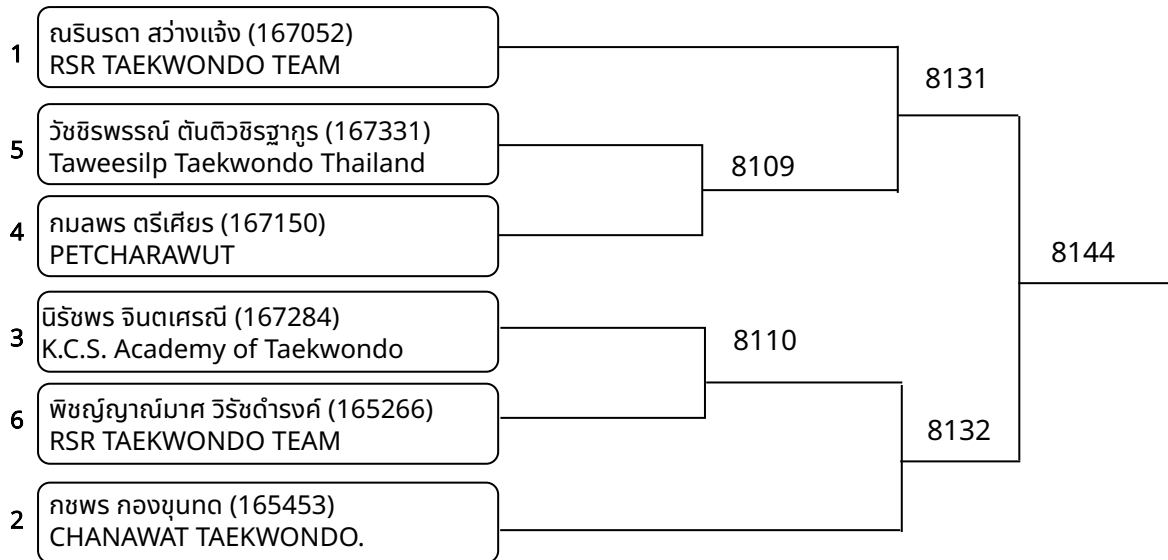 1
ณรินรดา สว่างแจ้ง (167052)
RSR TAEKWONDO TEAM
8131
5
วัชชิรพรรณ์ ตันติวชิรฐากูร (167331)
Taweesilp Taekwondo Thailand
8109
4
กมลพร ตรีเศียร (167150)
PETCHARAWUT
8144
3
นิรัชพร จินตเศรณี (167284)
K.C.S. Academy of Taekwondo
8110
6
พิชญ์ญาณ์มาศ วิรัชดำรงค์ (165266)
RSR TAEKWONDO TEAM
8132
2
กชพร กองขุนทด (165453)
CHANAWAT TAEKWONDO.